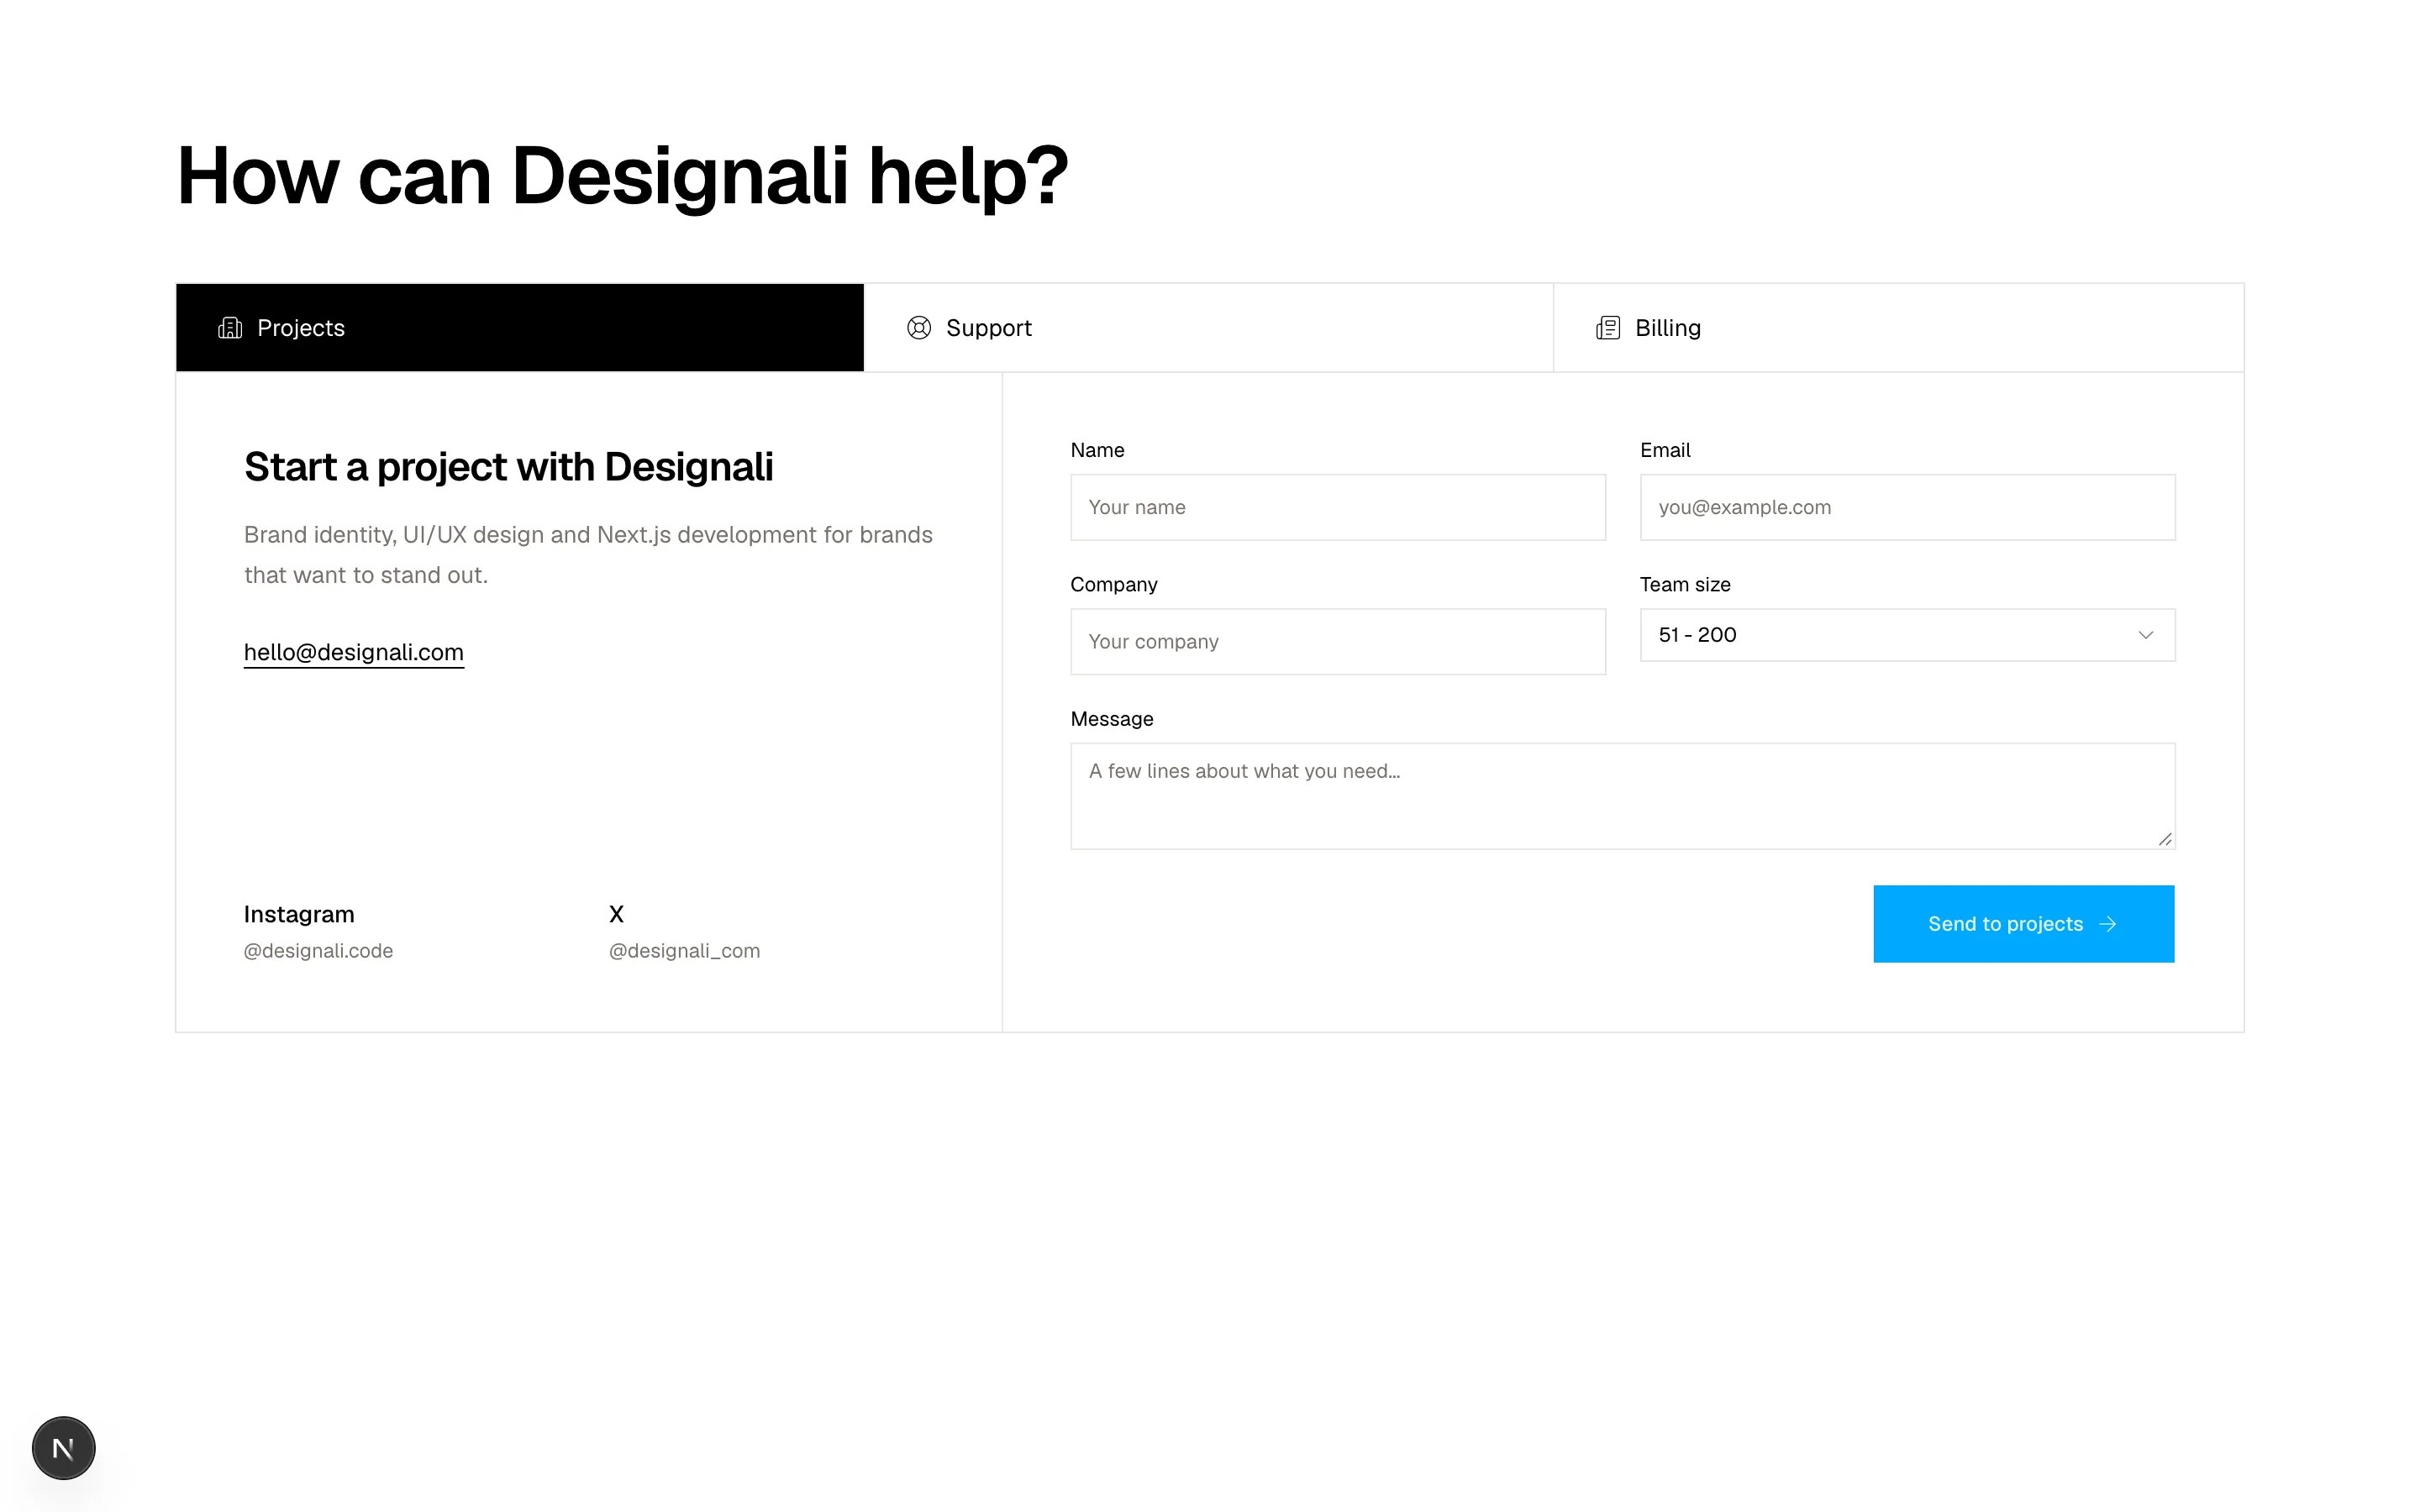 How can Designali help?
Projects
Support
Billing
Start a project with Designali
Brand identity, UI/UX design and Next.js development for brands
that want to stand out.
hello@designali.com
Instagram
@designali.code
X
@designali_com
Name
Your name
Email
you@example.com
Company
Your company
Team size
51 - 200
Message
A few lines about what you need...
Send to projects
N